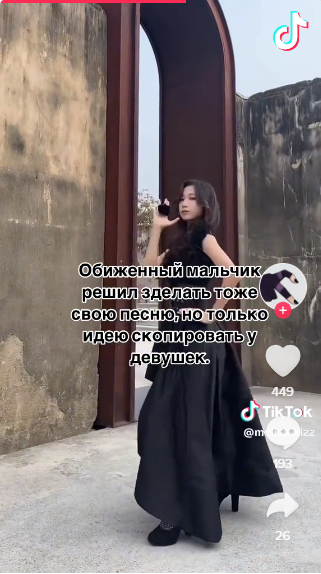 Обиженный мальчик
решил зделать тоже
свою песню, но только
идею скопировать у
девушек.
449
TikTok
193
26